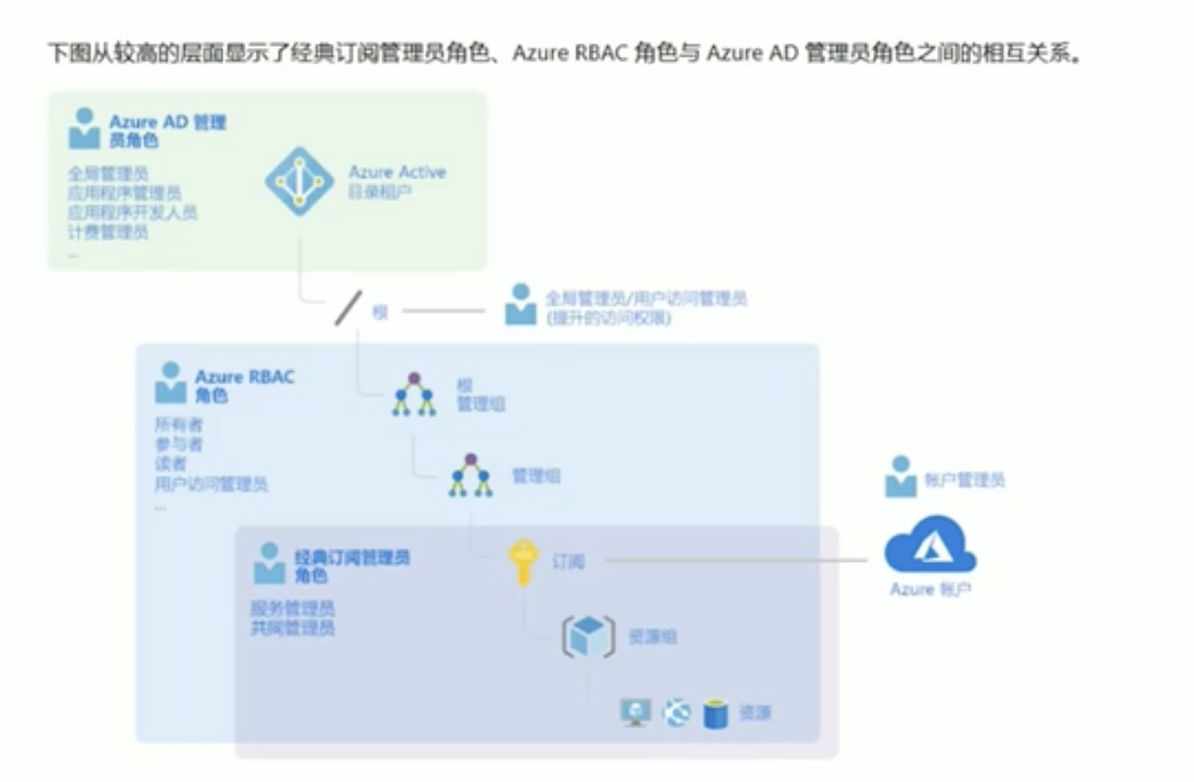 下图从较高的层面显示了经典订阅管理员角色、Azure RBAC 角色与 Azure AD 管理员角色之间的相互关系。
Azure AD 管理
员角色
全局管理员
应用程序管理员
应用程序开发人员
计费管理员
...
Azure Active
目录租户
根
全局管理员/用户访问管理员
(提升的访问权限)
Azure RBAC
角色
所有者
参与者
读者
用户访问管理员
...
根
管理组
管理组
帐户管理员
Azure 帐户
经典订阅管理员
角色
服务管理员
共同管理员
订阅
资源组
资源